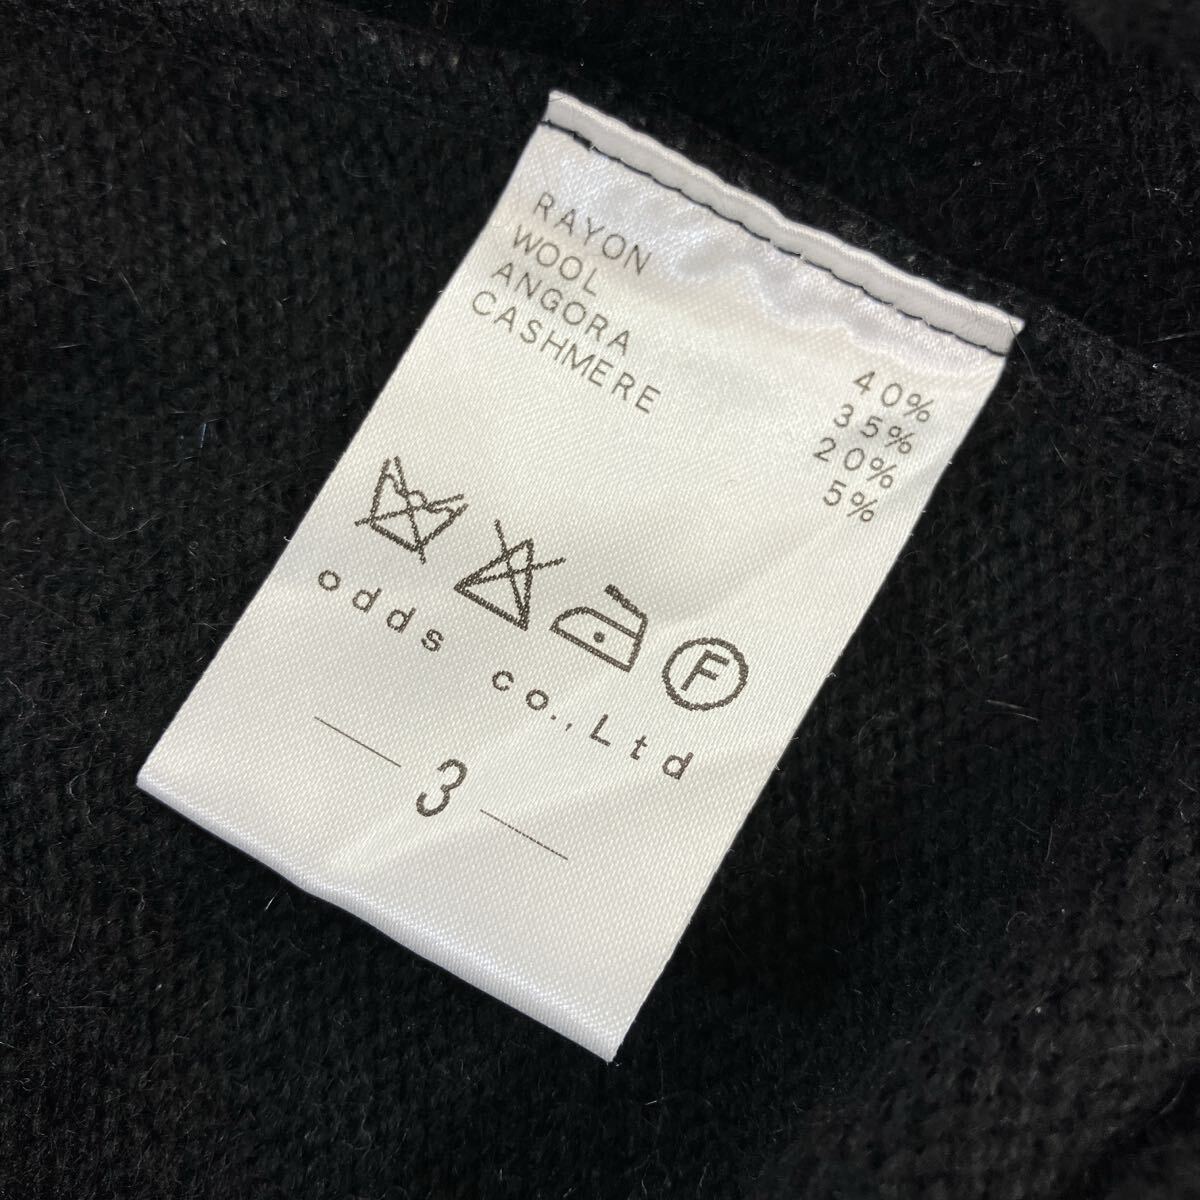 RAYON 40%
WOOL 35%
ANGORA 20%
CASHMERE 5%
F
odds co.,Ltd
3